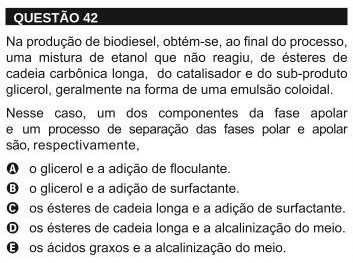 QUESTÃO 42
Na produção de biodiesel, obtém-se, ao final do processo,
uma mistura de etanol que não reagiu, de ésteres de
cadeia carbônica longa, do catalisador e do sub-produto
glicerol, geralmente na forma de uma emulsão coloidal.
Nesse caso, um dos componentes da fase apolar
e um processo de separação das fases polar e apolar
são, respectivamente,
A o glicerol e a adição de floculante.
B o glicerol e a adição de surfactante.
C os ésteres de cadeia longa e a adição de surfactante.
D os ésteres de cadeia longa e a alcalinização do meio.
E os ácidos graxos e a alcalinização do meio.